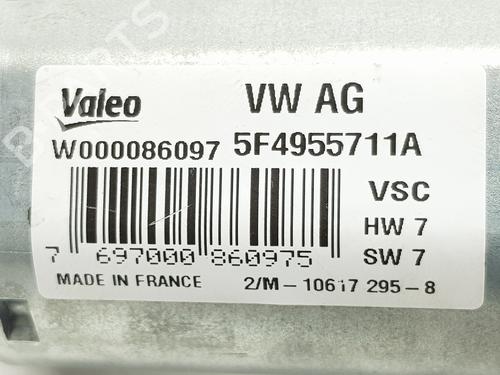 Valeo VW AG
W000086097 5F4955711A
VSC
HW 7
7 697000 860975 SW 7
MADE IN FRANCE 2/M-10617 295-8